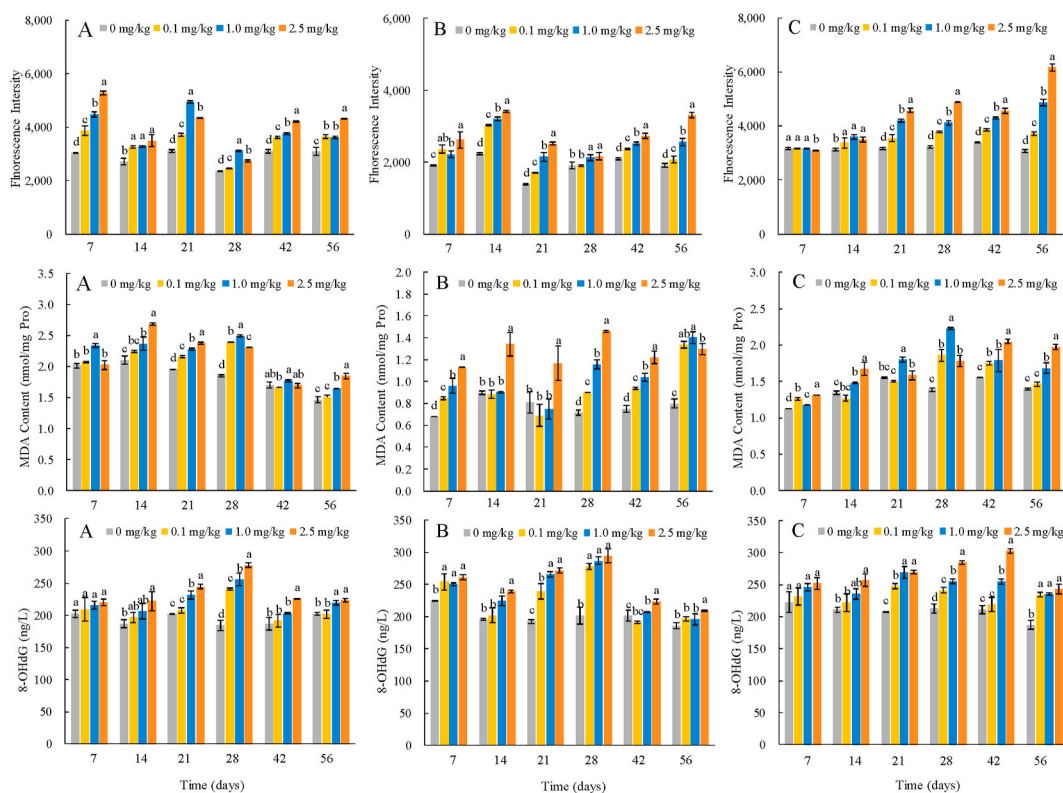 A
0 mg/kg 0.1 mg/kg 1.0 mg/kg 2.5 mg/kg
Flnorescence Intersity
8,000
6,000
4,000
2,000
0
d c b a
b a a a
d c a b
d c a b
d c b a
c b b a
7 14 21 28 42 56
B
0 mg/kg 0.1 mg/kg 1.0 mg/kg 2.5 mg/kg
Flnorescence Intersity
6,000
4,000
2,000
0
c ab b a
d c b a
d c b a
b b a a
d c b a
c c b a
7 14 21 28 42 56
C
0 mg/kg 0.1 mg/kg 1.0 mg/kg 2.5 mg/kg
Flnorescence Intersity
8,000
6,000
4,000
2,000
0
a a a b
b a a a
d c b a
d c b a
d c b a
d c b a
7 14 21 28 42 56
A
0 mg/kg 0.1 mg/kg 1.0 mg/kg 2.5 mg/kg
MDA Content (nmol/mg Pro)
3.0
2.5
2.0
1.5
1.0
0.5
0.0
b b a b
c bc b a
d c b a
d b a c
ab b a ab
c c b a
7 14 21 28 42 56
B
0 mg/kg 0.1 mg/kg 1.0 mg/kg 2.5 mg/kg
MDA Content (nmol/mg Pro)
2.0
1.8
1.6
1.4
1.2
1.0
0.8
0.6
0.4
0.2
0.0
d c b a
b b b a
b b b a
d c b a
d c b a
c ab a b
7 14 21 28 42 56
C
0 mg/kg 0.1 mg/kg 1.0 mg/kg 2.5 mg/kg
MDA Content (nmol/mg Pro)
3.0
2.5
2.0
1.5
1.0
0.5
0.0
d b c a
c c b a
b c a b
c b a b
c b b a
c c b a
7 14 21 28 42 56
A
0 mg/kg 0.1 mg/kg 1.0 mg/kg 2.5 mg/kg
8-OHdG (ng/L)
350
300
250
200
150
100
50
0
a a a a
b ab ab a
c c b a
d c b a
b b b a
b b a a
7 14 21 28 42 56
Time (days)
B
0 mg/kg 0.1 mg/kg 1.0 mg/kg 2.5 mg/kg
8-OHdG (ng/L)
350
300
250
200
150
100
50
0
b a a a
c c b a
c b a a
b a a a
b bc b a
b b b a
7 14 21 28 42 56
Time (days)
C
0 mg/kg 0.1 mg/kg 1.0 mg/kg 2.5 mg/kg
8-OHdG (ng/L)
350
300
250
200
150
100
50
0
a a a a
b b ab a
c b a a
d c b a
c c b a
b a a a
7 14 21 28 42 56
Time (days)